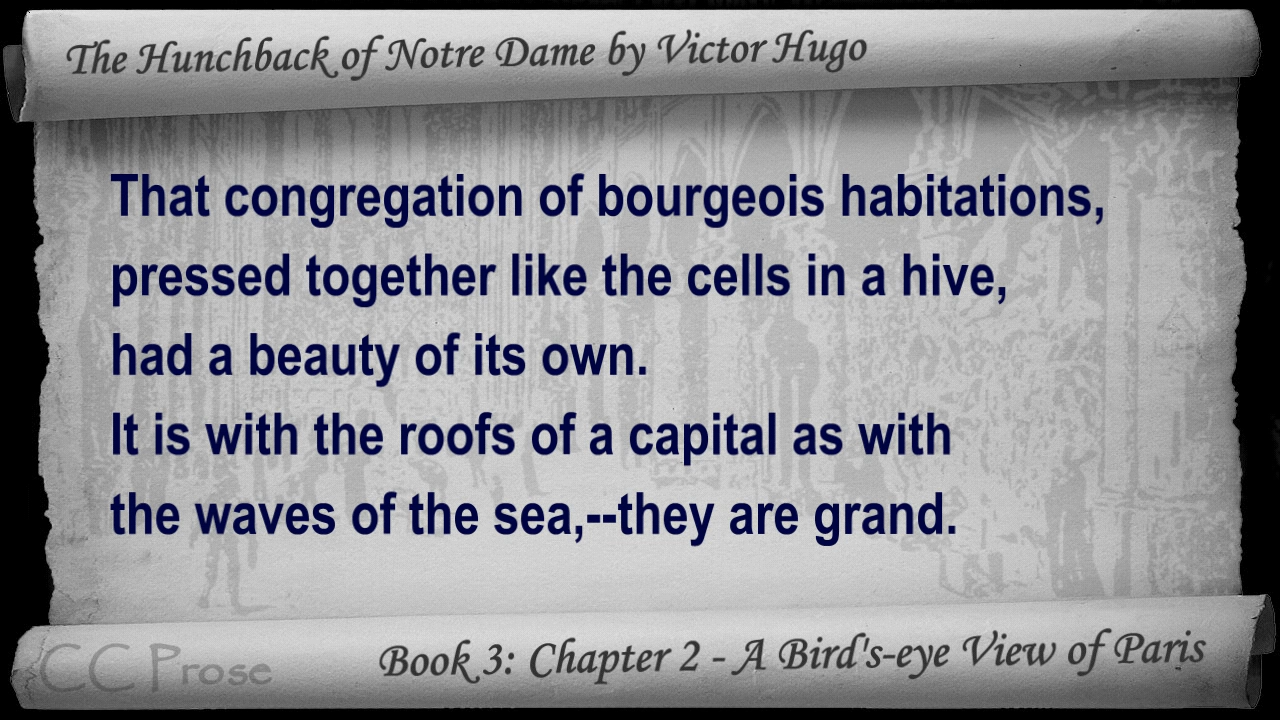 The Hunchback of Notre Dame by Victor Hugo
That congregation of bourgeois habitations,
pressed together like the cells in a hive,
had a beauty of its own.
It is with the roofs of a capital as with
the waves of the sea,--they are grand.
CC Prose
Book 3: Chapter 2 - A Bird's-eye View of Paris